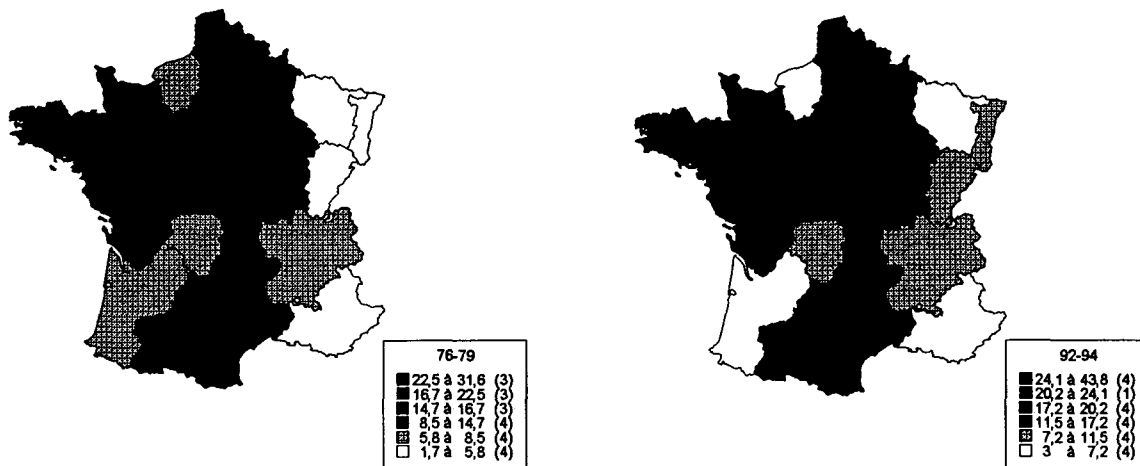 76-79
22,5 à 31,6 (3)
16,7 à 22,5 (3)
14,7 à 16,7 (3)
8,5 à 14,7 (4)
5,8 à 8,5 (4)
1,7 à 5,8 (4)
92-94
24,1 à 43,8 (4)
20,2 à 24,1 (1)
17,2 à 20,2 (4)
11,5 à 17,2 (4)
7,2 à 11,5 (4)
3 à 7,2 (4)